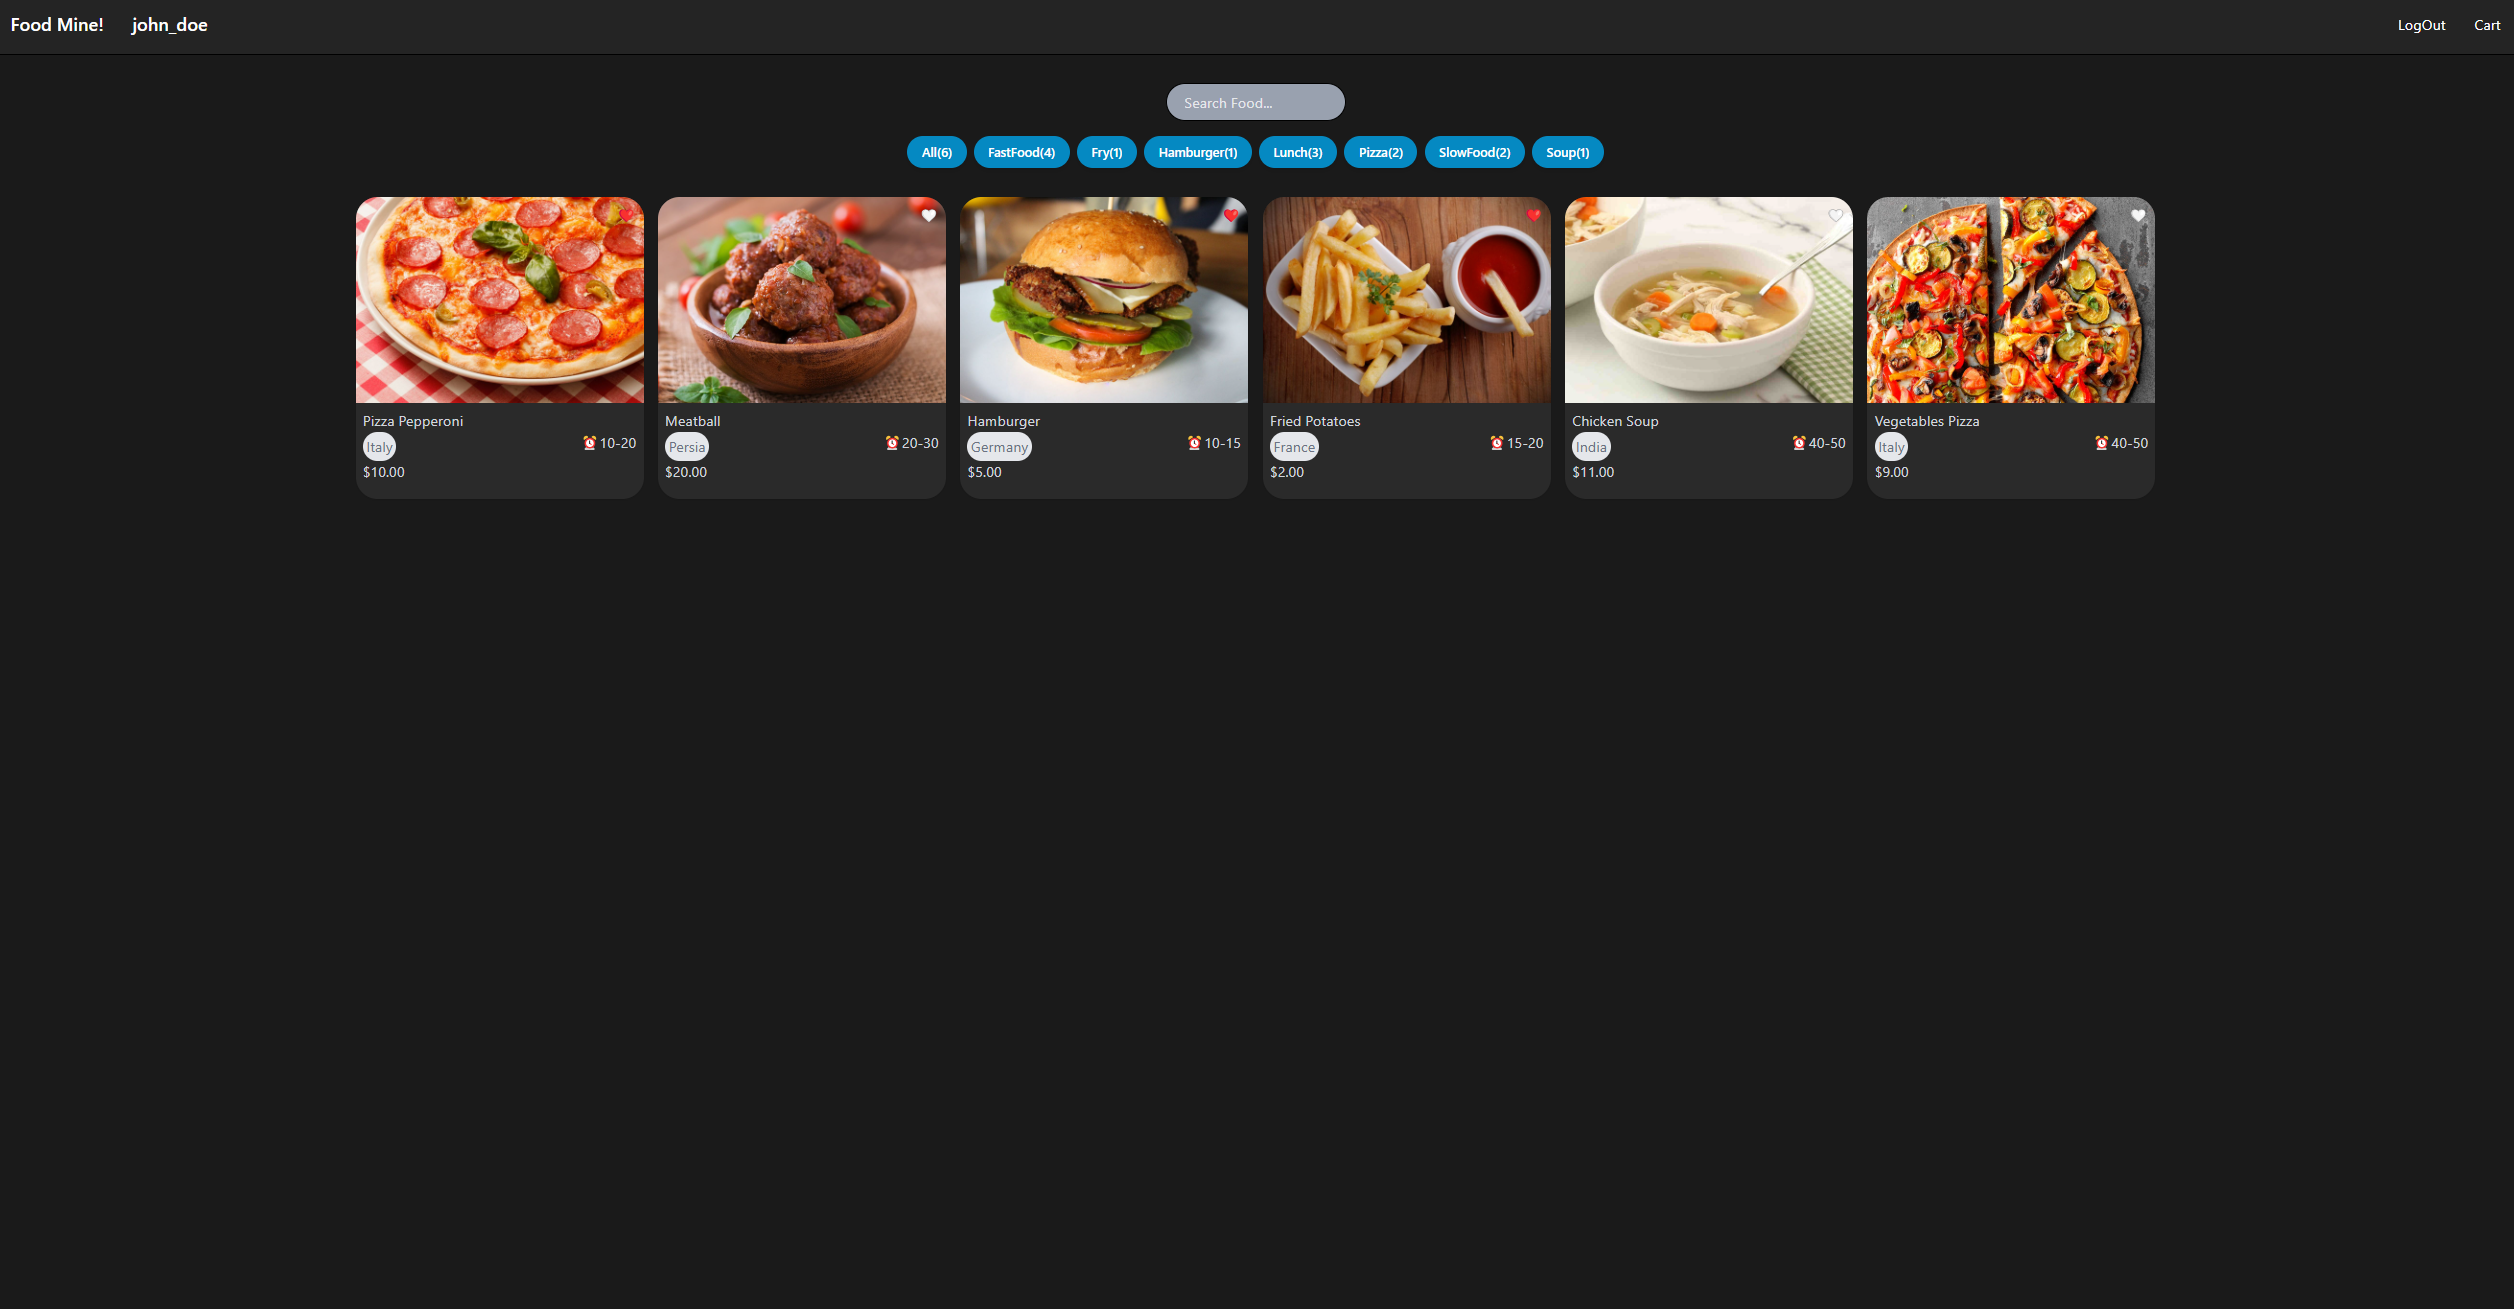 Food Mine! john_doe LogOut Cart
Search Food...
All(6) FastFood(4) Fry(1) Hamburger(1) Lunch(3) Pizza(2) SlowFood(2) Soup(1)
Pizza Pepperoni
Italy
⏰10-20
$10.00
Meatball
Persia
⏰20-30
$20.00
Hamburger
Germany
⏰10-15
$5.00
Fried Potatoes
France
⏰15-20
$2.00
Chicken Soup
India
⏰40-50
$11.00
Vegetables Pizza
Italy
⏰40-50
$9.00